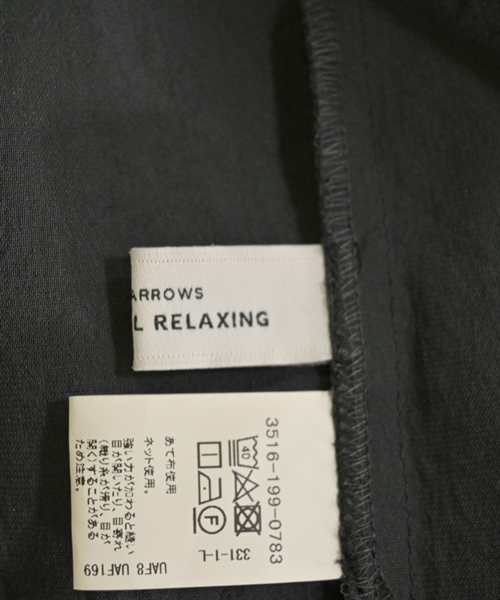 ARROWS
L RELAXING
3516-199-0783
40
F
331-1-L
あて布使用
ネット使用。
強い力が加わると縫い
目が開いたり、目寄れ
(織り糸が滑り、目が
開く)することがある
ため注意。
UAF8 UAF169